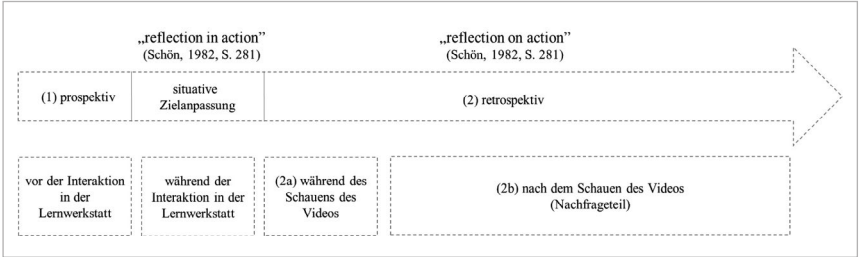 „reflection in action”
(Schön, 1982, S. 281)
„reflection on action”
(Schön, 1982, S. 281)
(1) prospektiv
situative
Zielanpassung
(2) retrospektiv
vor der Interaktion
in der
Lernwerkstatt
während der
Interaktion in der
Lernwerkstatt
(2a) während des
Schauens des
Videos
(2b) nach dem Schauen des Videos
(Nachfrageteil)